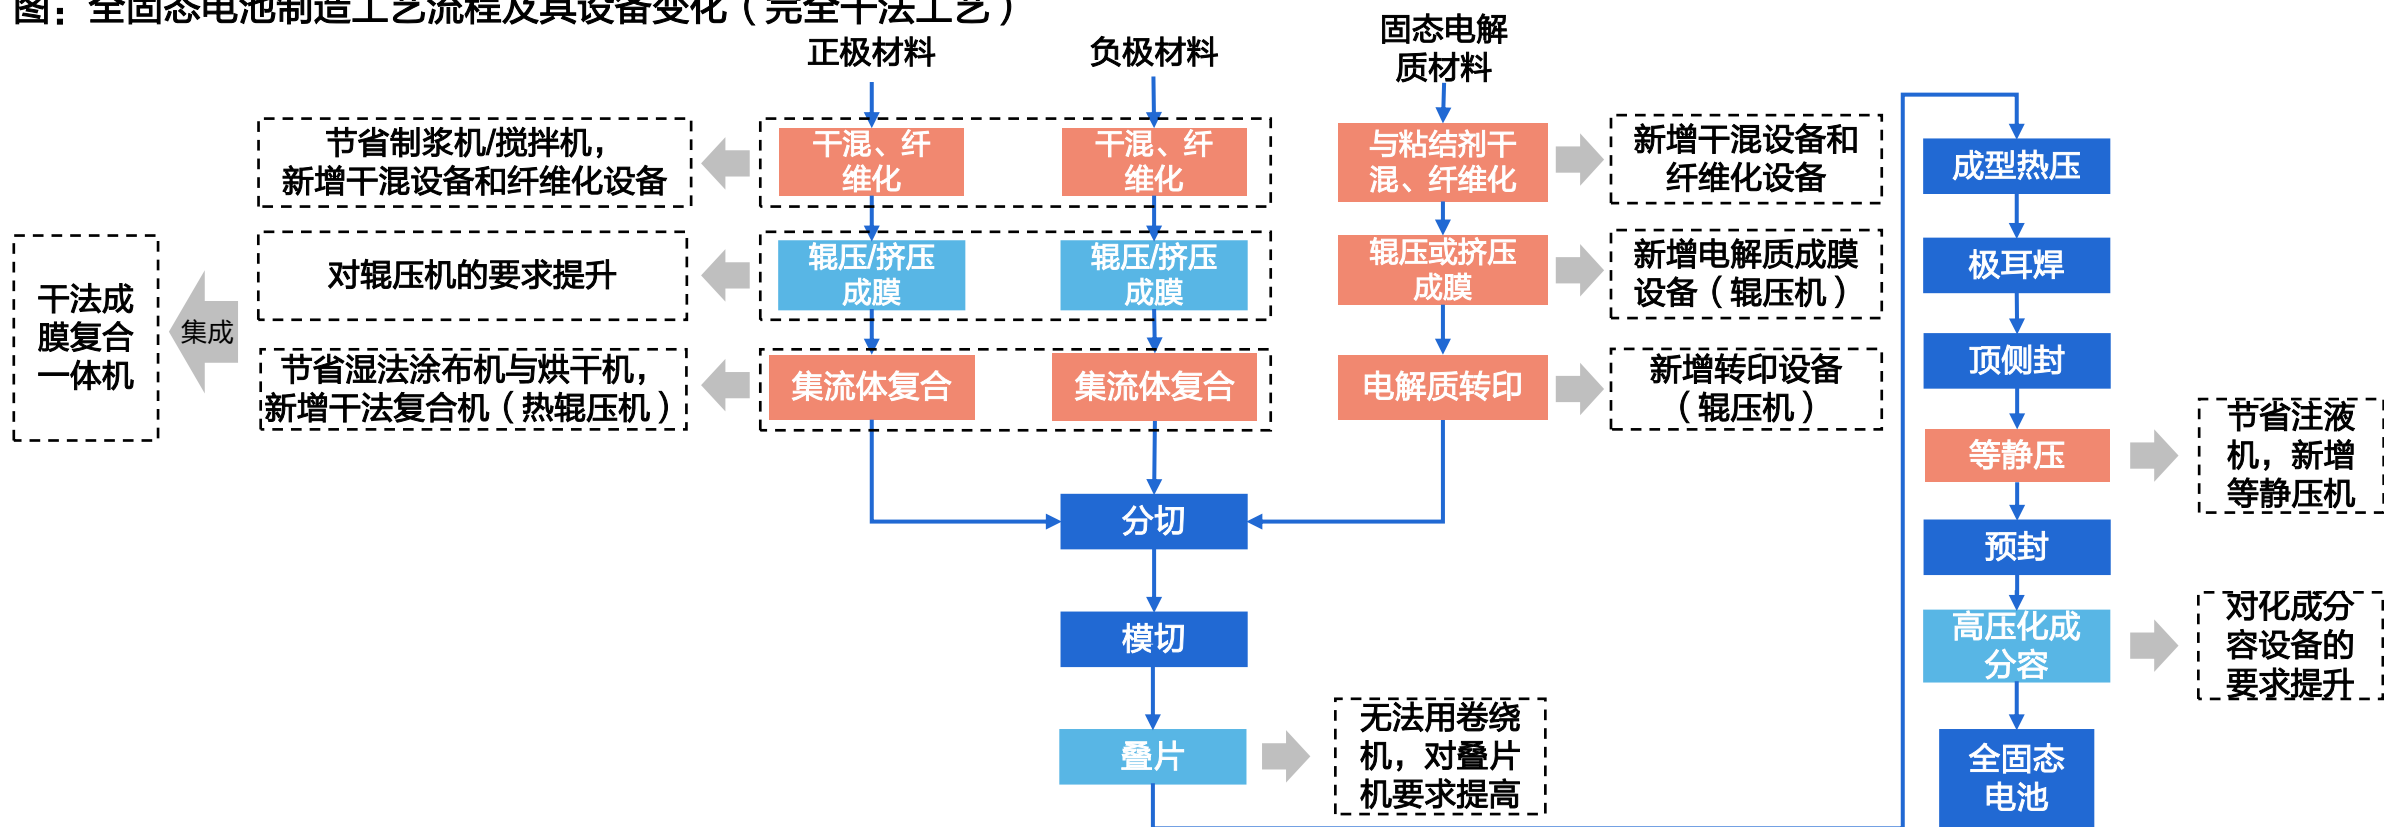 图：全固态电池制造工艺流程及其设备变化（完全干法工艺）
正极材料
负极材料
固态电解
质材料
节省制浆机/搅拌机，
新增干混设备和纤维化设备
干混、纤
维化
干混、纤
维化
与粘结剂干
混、纤维化
新增干混设备和
纤维化设备
对辊压机的要求提升
辊压/挤压
成膜
辊压/挤压
成膜
辊压或挤压
成膜
新增电解质成膜
设备（辊压机）
干法成
膜复合
一体机
集成
节省湿法涂布机与烘干机，
新增干法复合机（热辊压机）
集流体复合
集流体复合
电解质转印
新增转印设备
（辊压机）
分切
模切
叠片
无法用卷绕
机，对叠片
机要求提高
成型热压
极耳焊
顶侧封
等静压
节省注液
机，新增
等静压机
预封
高压化成
分容
对化成分
容设备的
要求提升
全固态
电池